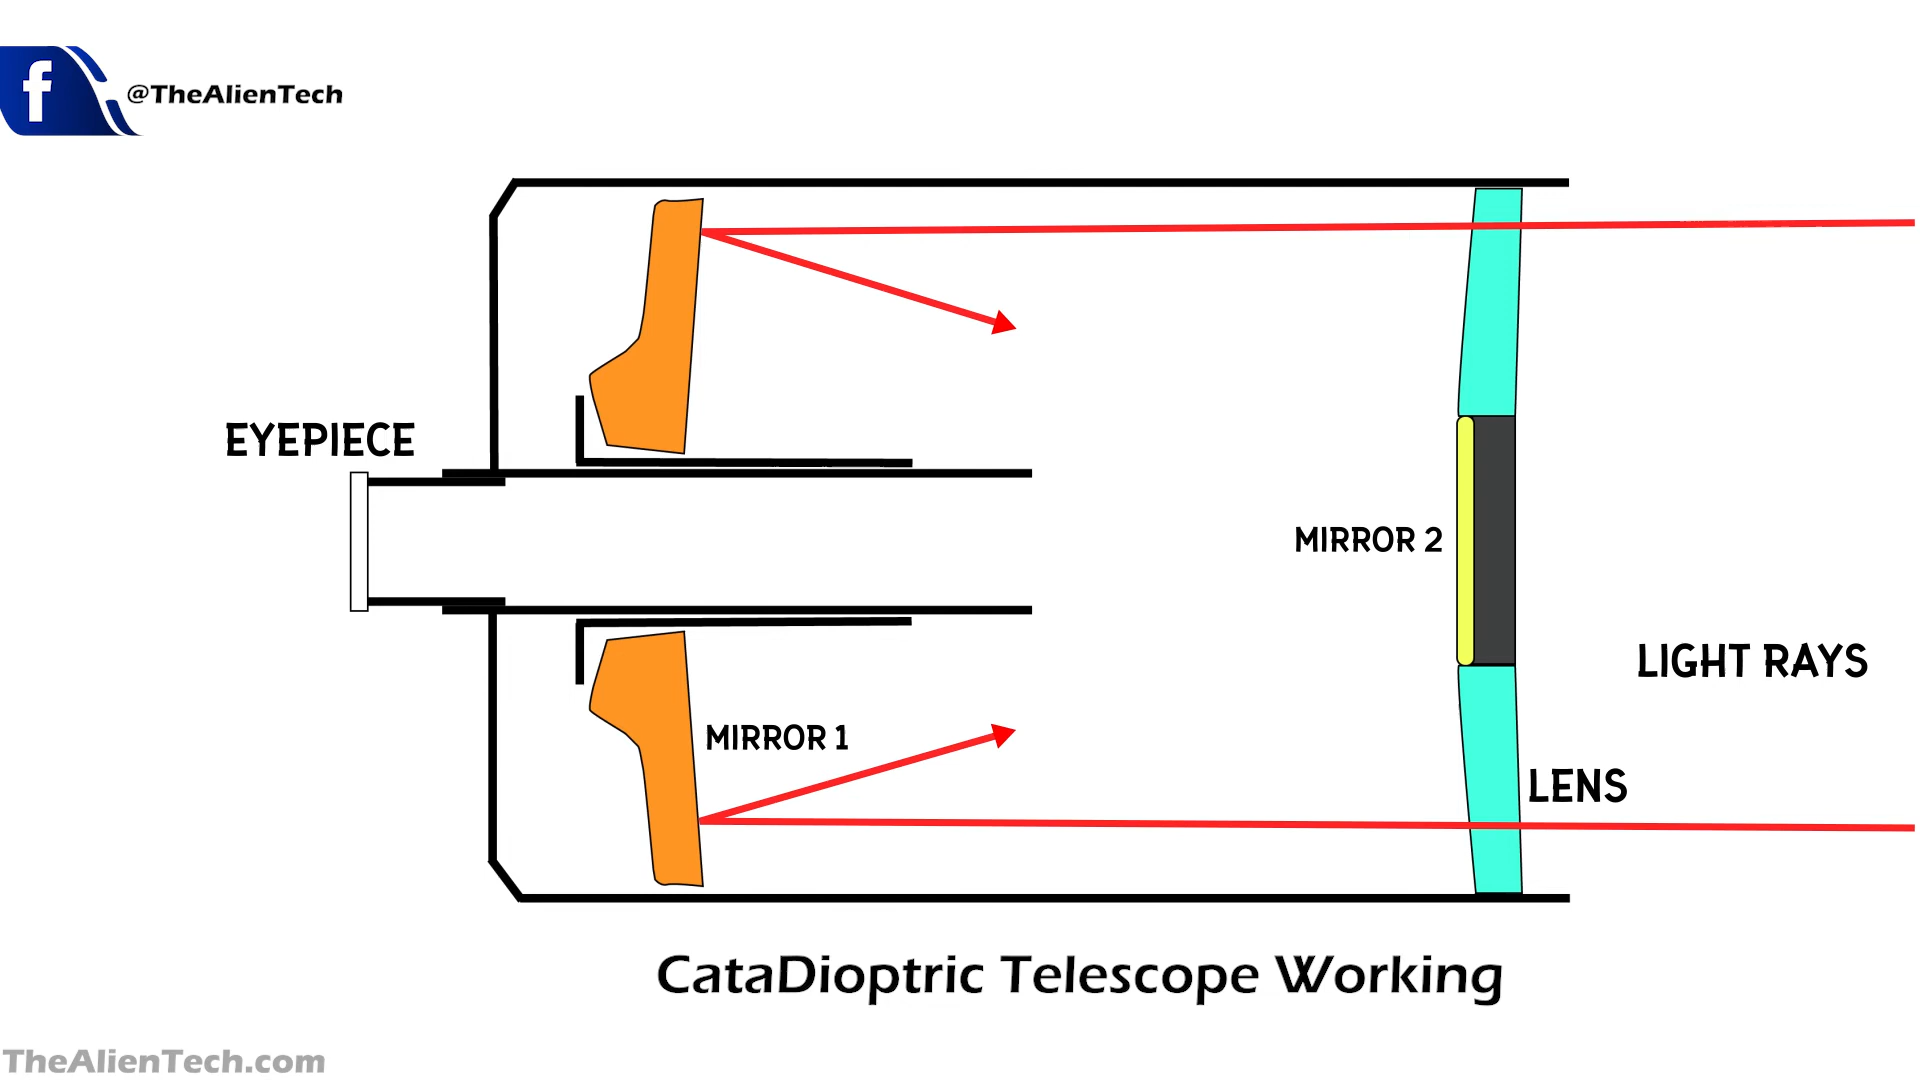 f
@TheAlienTech
EYEPIECE
MIRROR 2
LIGHT RAYS
MIRROR 1
LENS
CataDioptric Telescope Working
TheAlienTech.com